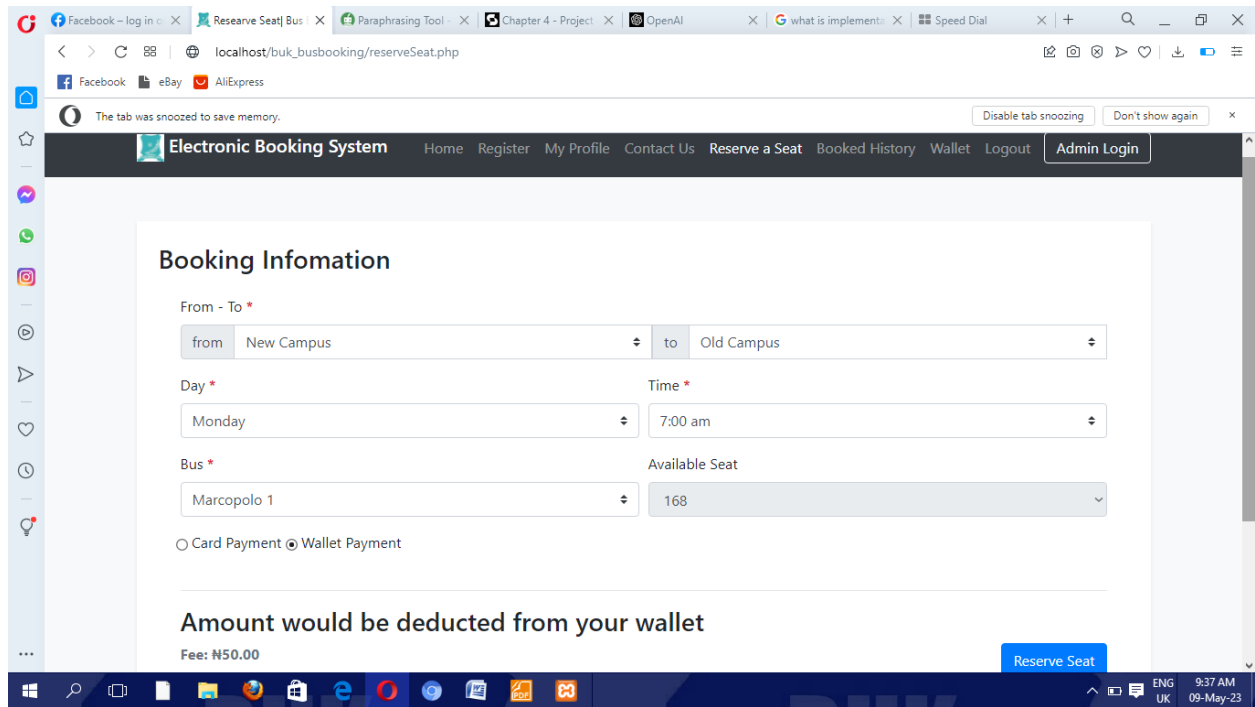 Facebook – log in o
Researve Seat| Bus
Paraphrasing Tool -
Chapter 4 - Project
OpenAI
what is implementa
Speed Dial
localhost/buk_busbooking/reserveSeat.php
Facebook eBay AliExpress
The tab was snoozed to save memory. Disable tab snoozing Don't show again
Electronic Booking System Home Register My Profile Contact Us Reserve a Seat Booked History Wallet Logout Admin Login
Booking Infomation
From - To *
from New Campus to Old Campus
Day * Time *
Monday 7:00 am
Bus * Available Seat
Marcopolo 1 168
Card Payment Wallet Payment
Amount would be deducted from your wallet
Fee: ₦50.00
Reserve Seat
PDF
ENG 9:37 AM
UK 09-May-23